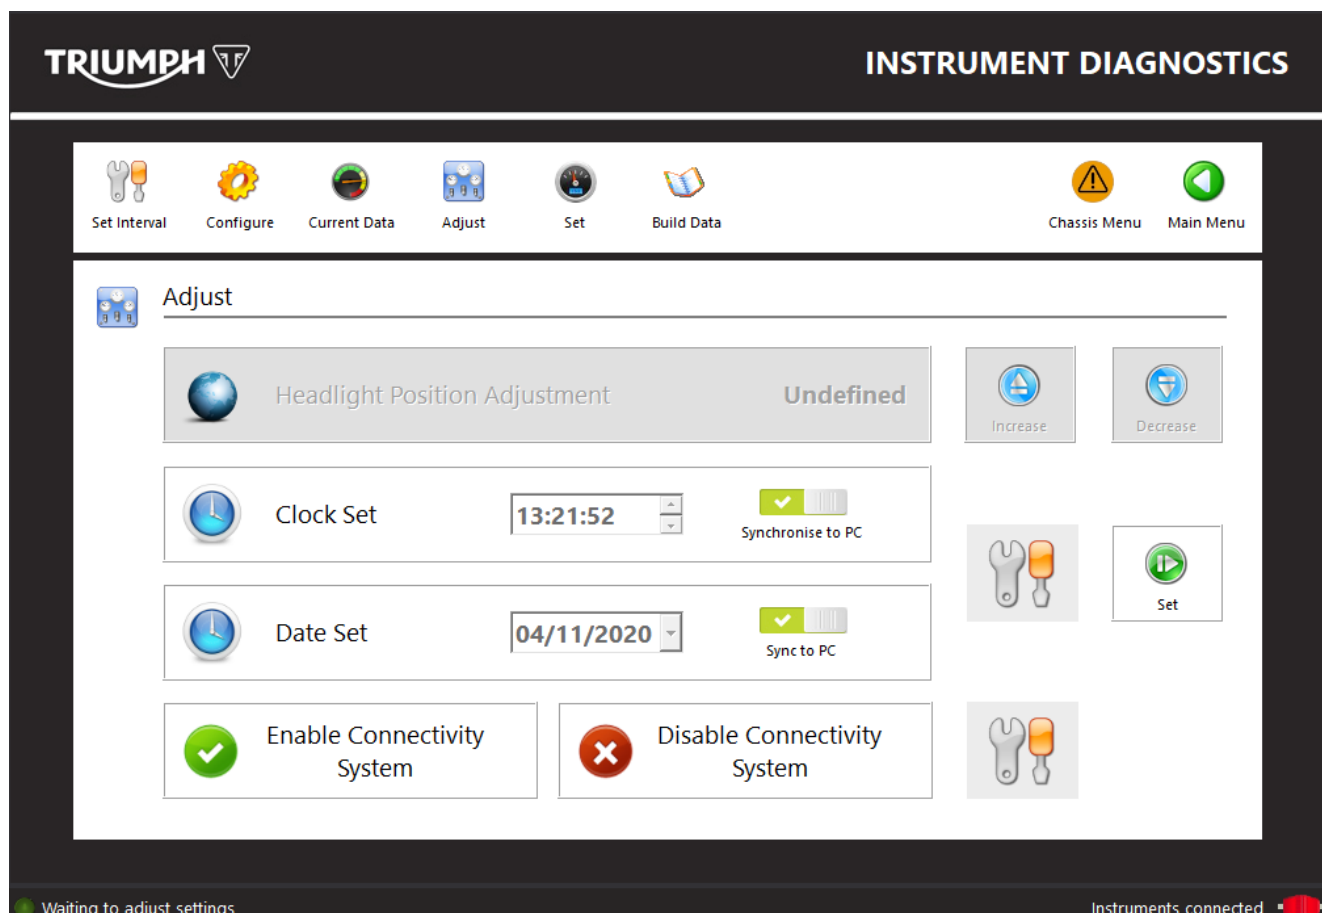 TRIUMPH
INSTRUMENT DIAGNOSTICS
Set Interval
Configure
Current Data
Adjust
Set
Build Data
Chassis Menu
Main Menu
Adjust
Headlight Position Adjustment
Undefined
Increase
Decrease
Clock Set
13:21:52
Synchronise to PC
Set
Date Set
04/11/2020
Sync to PC
Enable Connectivity
System
Disable Connectivity
System
Waiting to adjust settings
Instruments connected